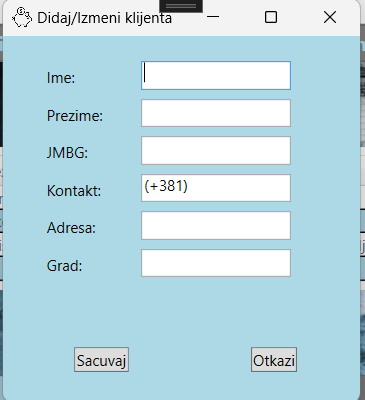 Didaj/Izmeni klijenta
Ime:
Prezime:
JMBG:
Kontakt: (+381)
Adresa:
Grad:
Sacuvaj Otkazi